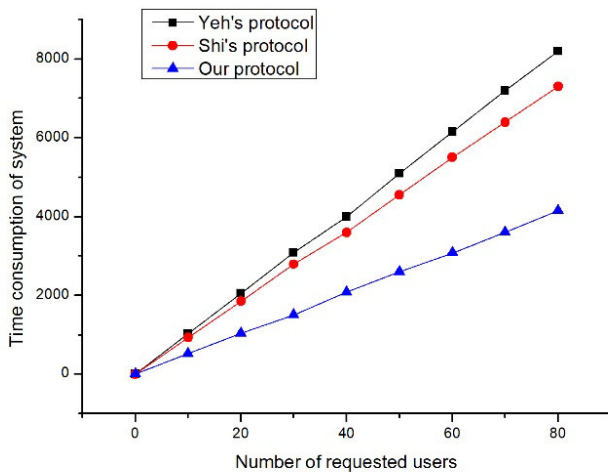 Yeh's protocol
Shi's protocol
Our protocol
Time consumption of system
8000
6000
4000
2000
0
0
20
40
60
80
Number of requested users